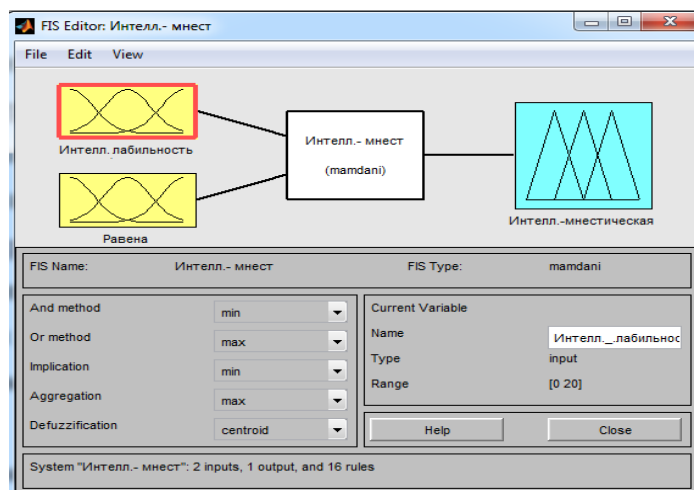 FIS Editor: Интелл.- мнест
File Edit View
Интелл. лабильность
Равена
Интелл.- мнест
(mamdani)
Интелл.-мнестическая
FIS Name: Интелл.- мнест FIS Type: mamdani
And method min
Or method max
Implication min
Aggregation max
Defuzzification centroid
Current Variable
Name Интелл._.лабильнос
Type input
Range [0 20]
Help Close
System "Интелл.- мнест": 2 inputs, 1 output, and 16 rules